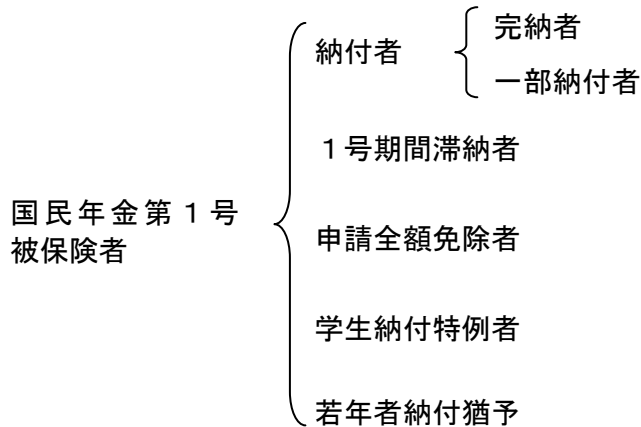 国民年金第１号
被保険者
納付者
完納者
一部納付者
１号期間滞納者
申請全額免除者
学生納付特例者
若年者納付猶予